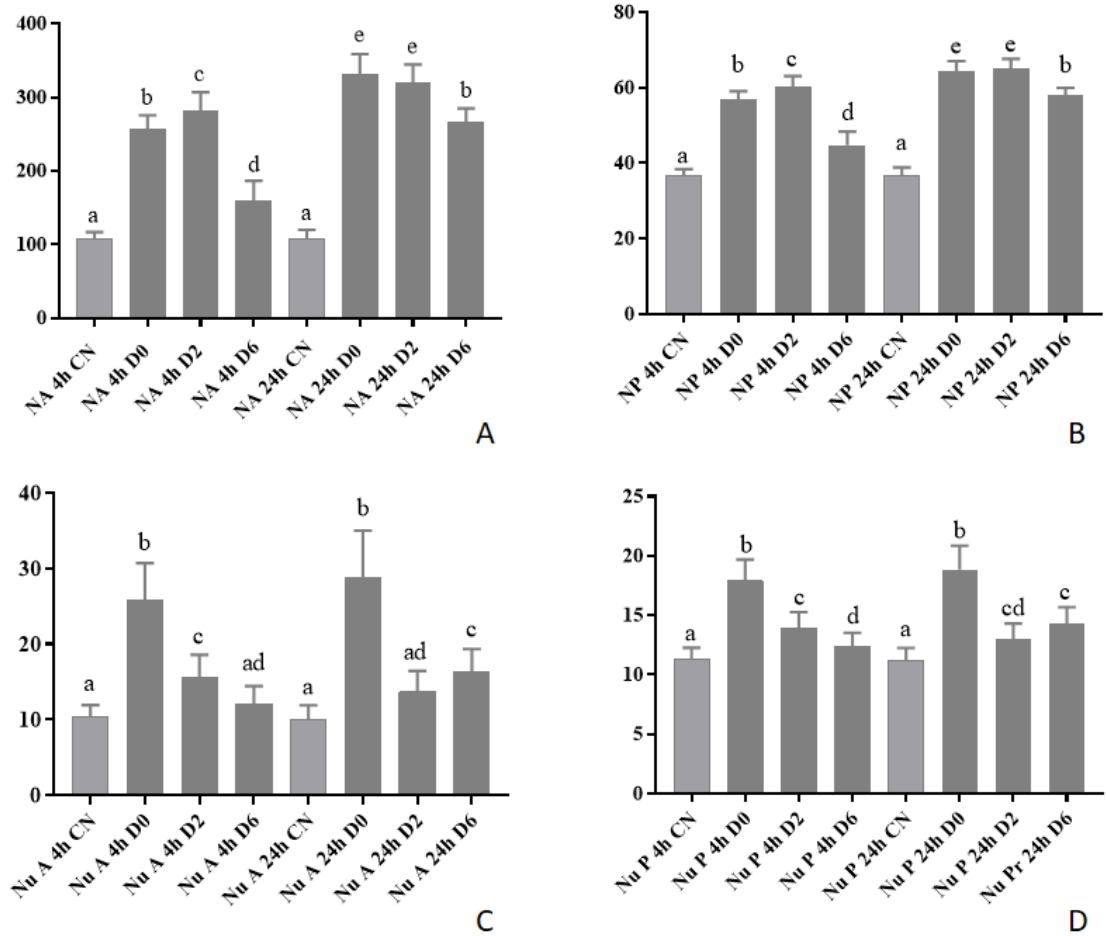 400
300
200
100
0
a
b
c
d
a
e
e
b
NA 4h CN
NA 4h D0
NA 4h D2
NA 4h D6
NA 24h CN
NA 24h D0
NA 24h D2
NA 24h D6
A
80
60
40
20
0
a
b
c
d
a
e
e
b
NP 4h CN
NP 4h D0
NP 4h D2
NP 4h D6
NP 24h CN
NP 24h D0
NP 24h D2
NP 24h D6
B
40
30
20
10
0
a
b
c
ad
a
b
ad
c
Nu A 4h CN
Nu A 4h D0
Nu A 4h D2
Nu A 4h D6
Nu A 24h CN
Nu A 24h D0
Nu A 24h D2
Nu A 24h D6
C
25
20
15
10
5
0
a
b
c
d
a
b
cd
c
Nu P 4h CN
Nu P 4h D0
Nu P 4h D2
Nu P 4h D6
Nu P 24h CN
Nu P 24h D0
Nu P 24h D2
Nu Pr 24h D6
D